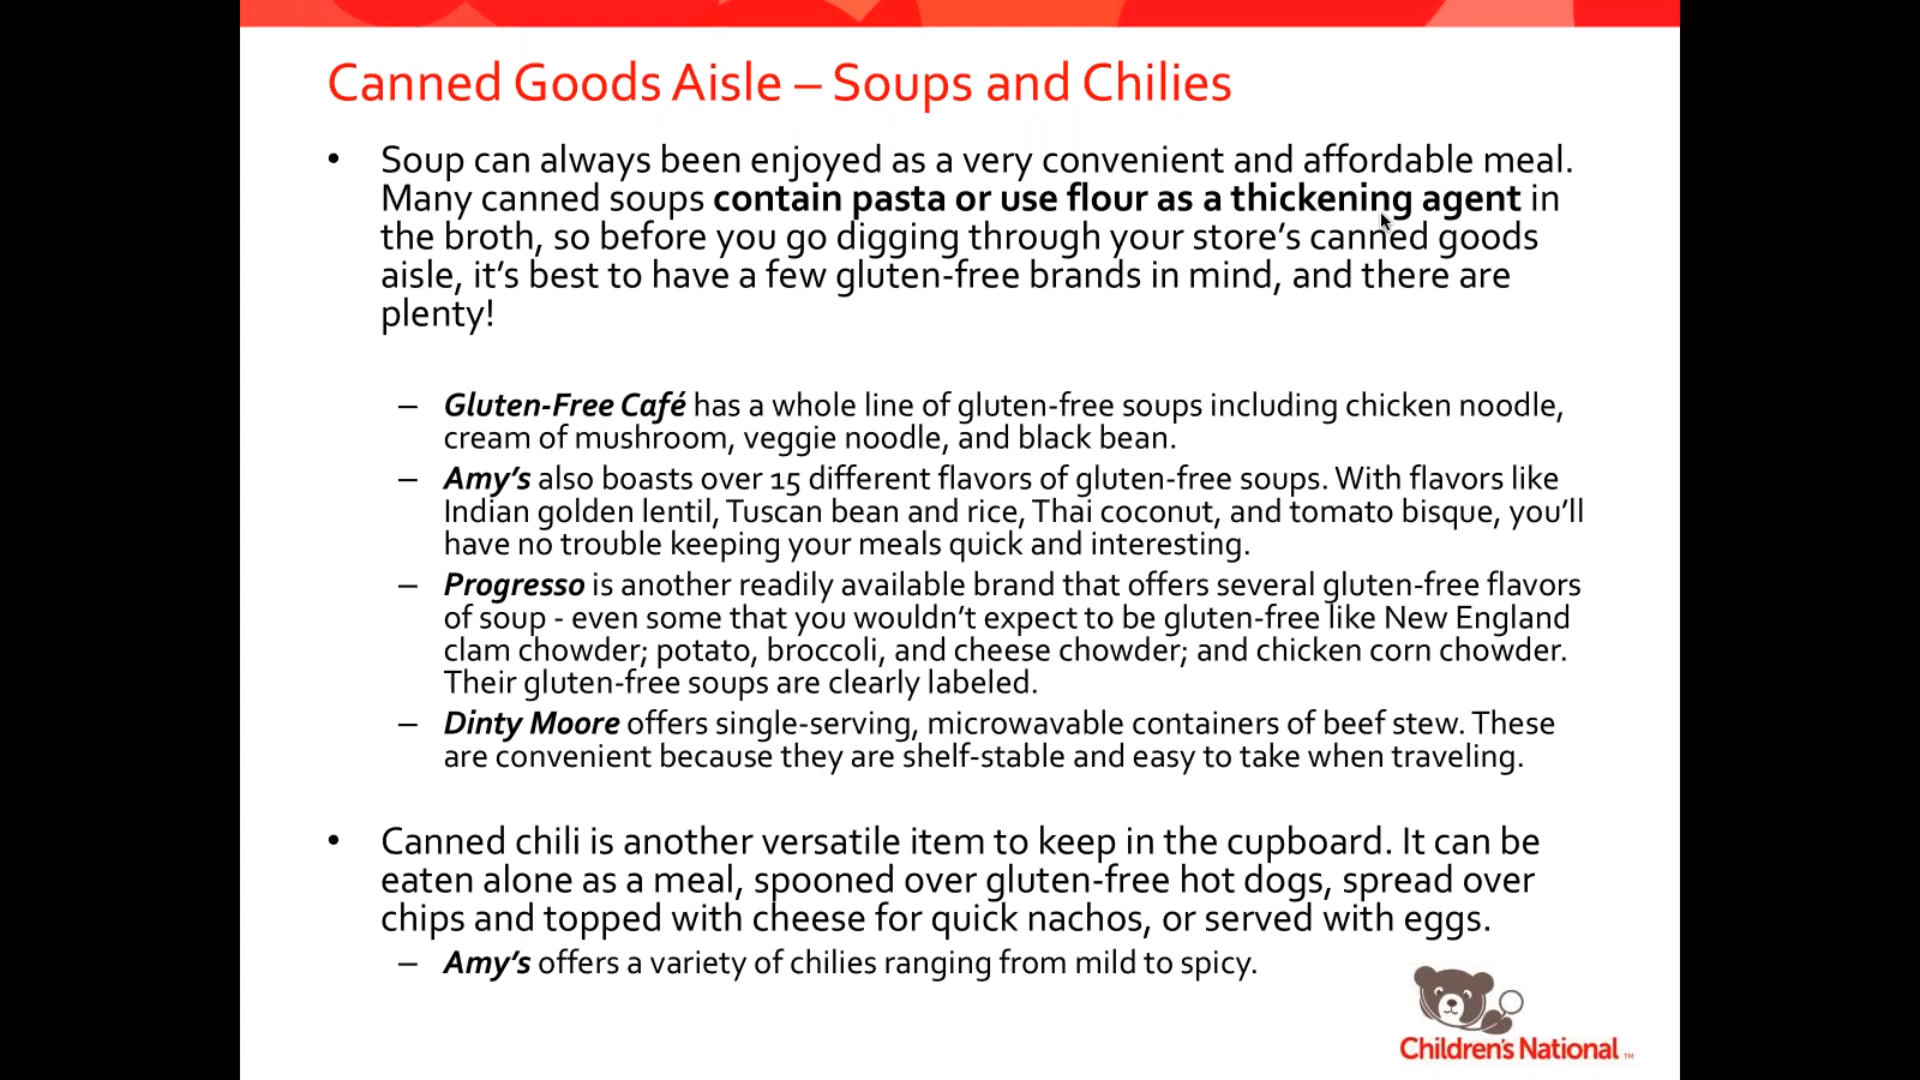 Canned Goods Aisle – Soups and Chilies
• Soup can always been enjoyed as a very convenient and affordable meal.
Many canned soups contain pasta or use flour as a thickening agent in
the broth, so before you go digging through your store’s canned goods
aisle, it’s best to have a few gluten-free brands in mind, and there are
plenty!
– Gluten-Free Café has a whole line of gluten-free soups including chicken noodle,
cream of mushroom, veggie noodle, and black bean.
– Amy’s also boasts over 15 different flavors of gluten-free soups. With flavors like
Indian golden lentil, Tuscan bean and rice, Thai coconut, and tomato bisque, you’ll
have no trouble keeping your meals quick and interesting.
– Progresso is another readily available brand that offers several gluten-free flavors
of soup - even some that you wouldn’t expect to be gluten-free like New England
clam chowder; potato, broccoli, and cheese chowder; and chicken corn chowder.
Their gluten-free soups are clearly labeled.
– Dinty Moore offers single-serving, microwavable containers of beef stew. These
are convenient because they are shelf-stable and easy to take when traveling.
• Canned chili is another versatile item to keep in the cupboard. It can be
eaten alone as a meal, spooned over gluten-free hot dogs, spread over
chips and topped with cheese for quick nachos, or served with eggs.
– Amy’s offers a variety of chilies ranging from mild to spicy.
Children’s National ™